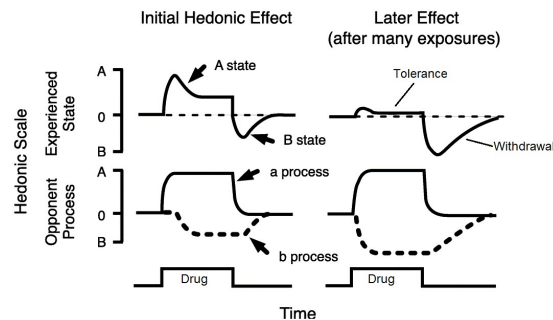 Initial Hedonic Effect
Later Effect
(after many exposures)
Hedonic Scale
Experienced
State
A
0
B
A state
B state
Tolerance
Withdrawal
Opponent
Process
A
0
B
a process
b process
Drug
Drug
Time